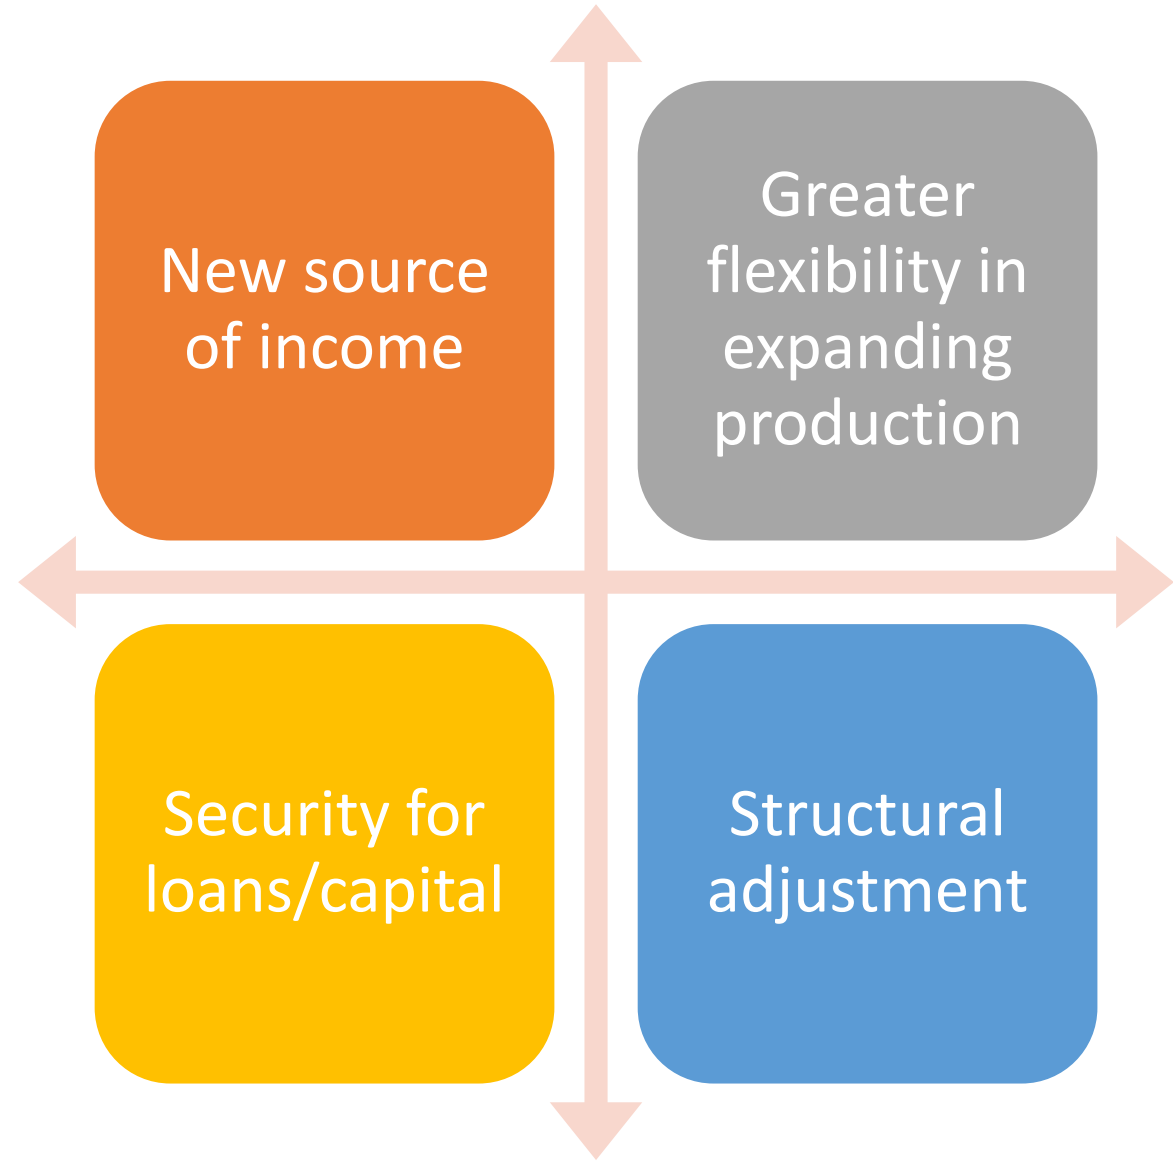 New source
of income
Greater
flexibility in
expanding
production
Security for
loans/capital
Structural
adjustment